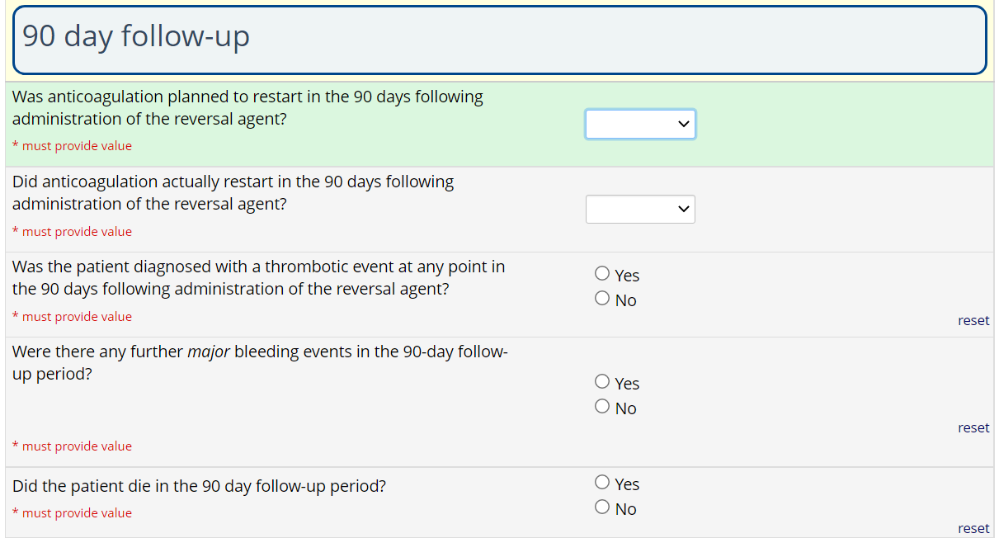 90 day follow-up
Was anticoagulation planned to restart in the 90 days following
administration of the reversal agent?
* must provide value
Did anticoagulation actually restart in the 90 days following
administration of the reversal agent?
* must provide value
Was the patient diagnosed with a thrombotic event at any point in
the 90 days following administration of the reversal agent?
* must provide value
Yes
No
reset
Were there any further major bleeding events in the 90-day follow-
up period?
* must provide value
Yes
No
reset
Did the patient die in the 90 day follow-up period?
* must provide value
Yes
No
reset